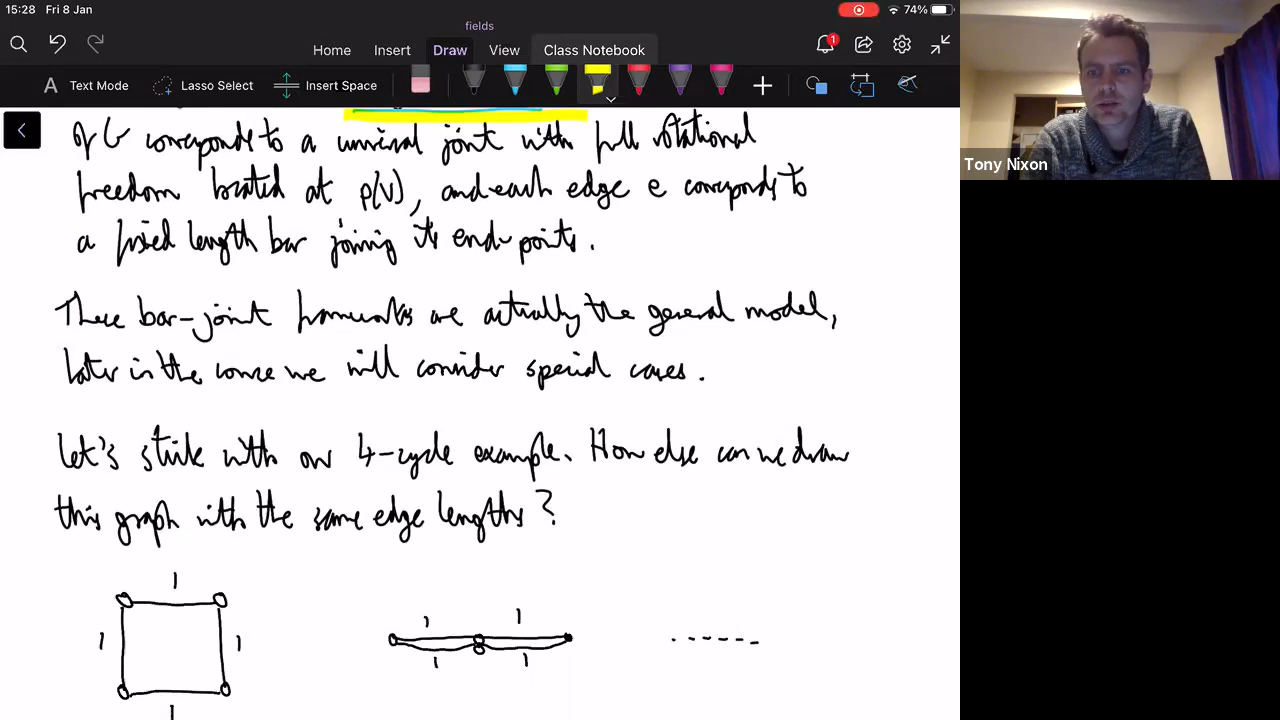 15:28 Fri 8 Jan
74%
fields
Home Insert Draw View Class Notebook
1
Text Mode Lasso Select Insert Space
Tony Nixon
of G corresponds to a universal joint with full rotational
freedom located at p(v), and each edge e corresponds to
a fixed length bar joining its end-points.
These bar-joint frameworks are actually the general model,
later in the course we will consider special cases.
Let's stick with our 4-cycle example. How else can we draw
this graph with the same edge lengths?
1
1 1
1 1
1 1
1